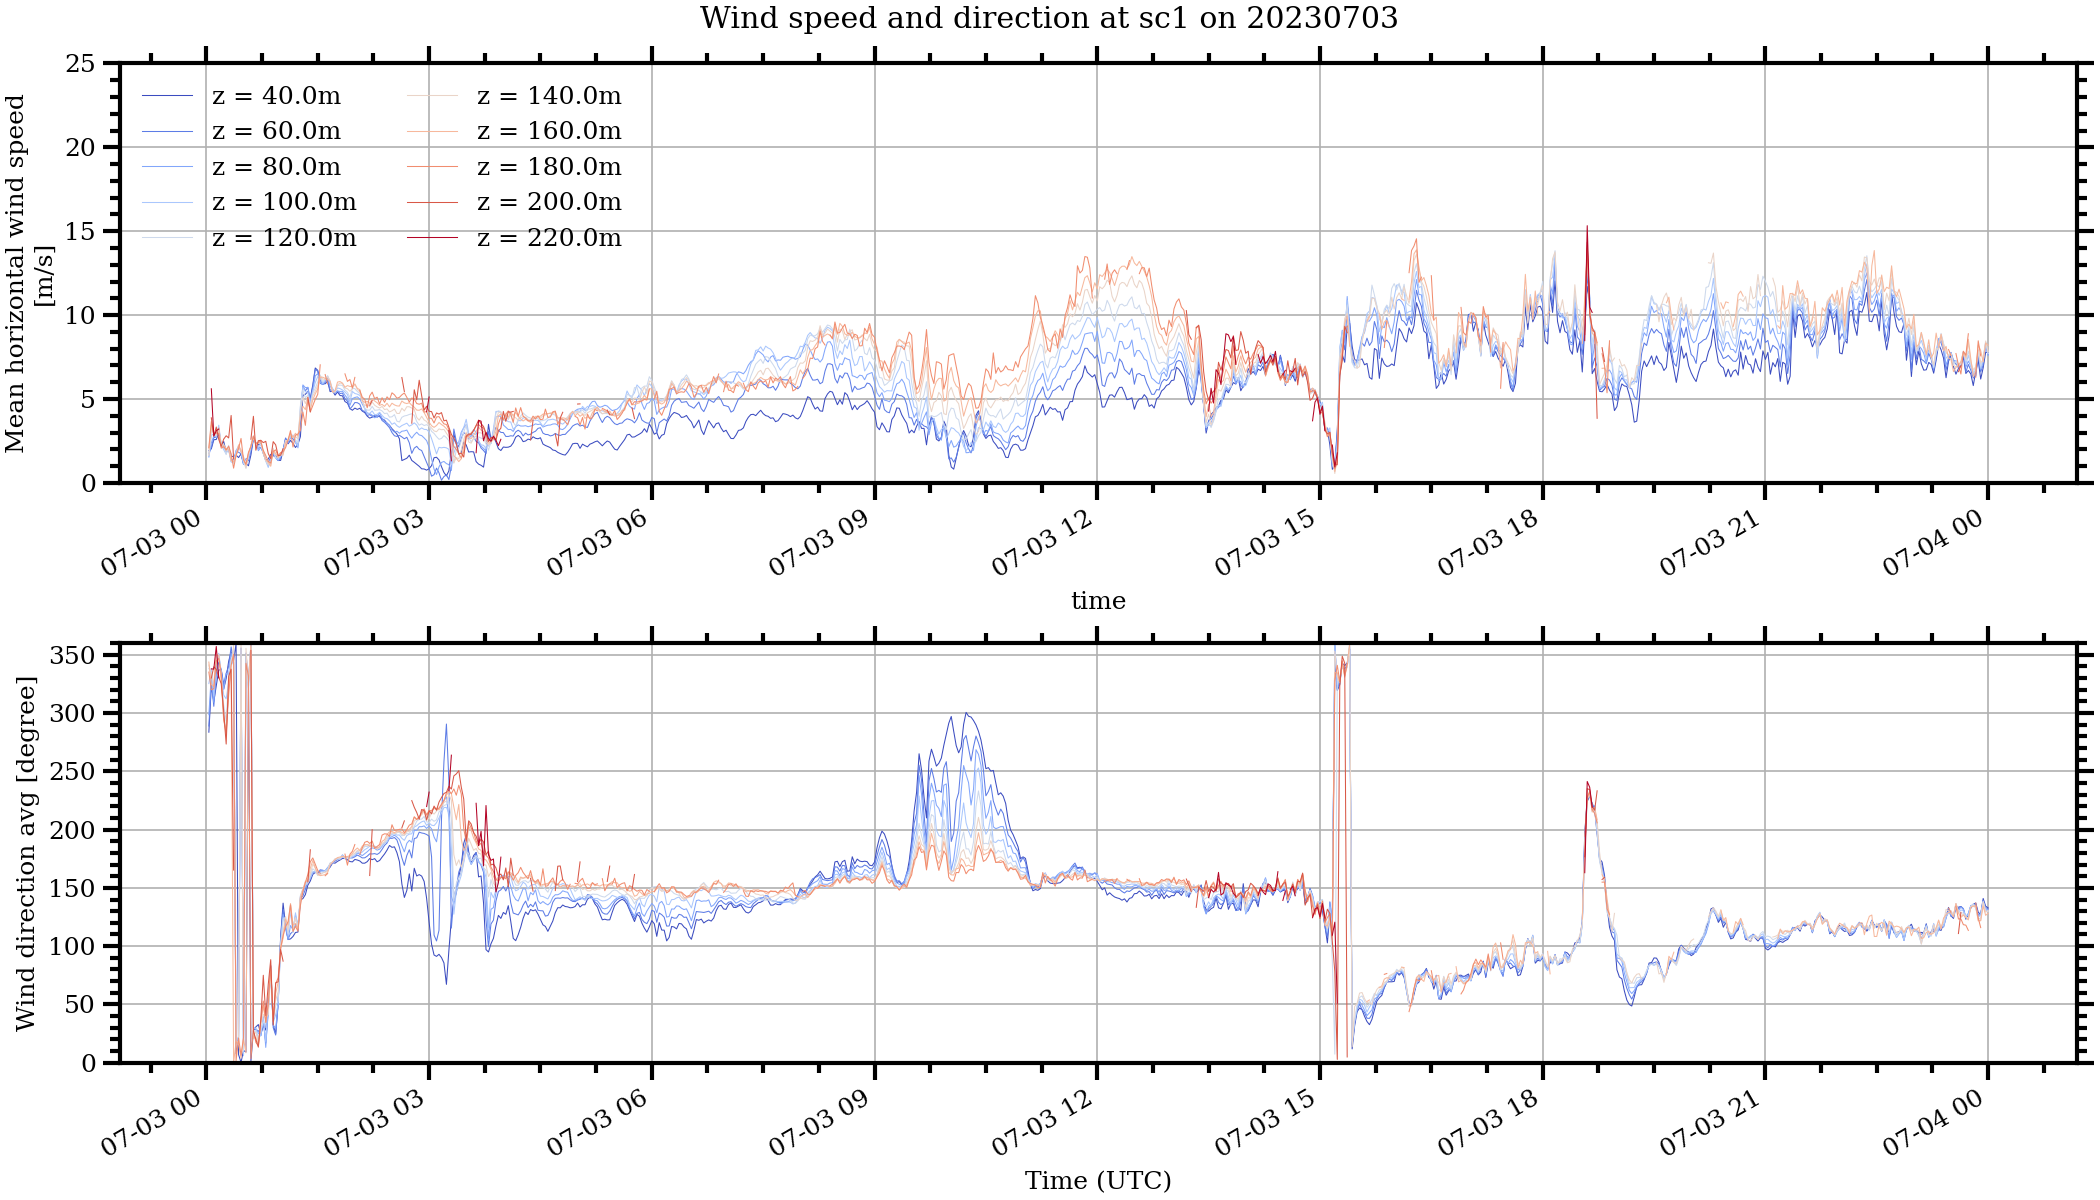 Wind speed and direction at sc1 on 20230703
Mean horizontal wind speed
[m/s]
25
20
15
10
5
0
z = 40.0m
z = 60.0m
z = 80.0m
z = 100.0m
z = 120.0m
z = 140.0m
z = 160.0m
z = 180.0m
z = 200.0m
z = 220.0m
07-03 00
07-03 03
07-03 06
07-03 09
07-03 12
07-03 15
07-03 18
07-03 21
07-04 00
time
Wind direction avg [degree]
350
300
250
200
150
100
50
0
07-03 00
07-03 03
07-03 06
07-03 09
07-03 12
07-03 15
07-03 18
07-03 21
07-04 00
Time (UTC)